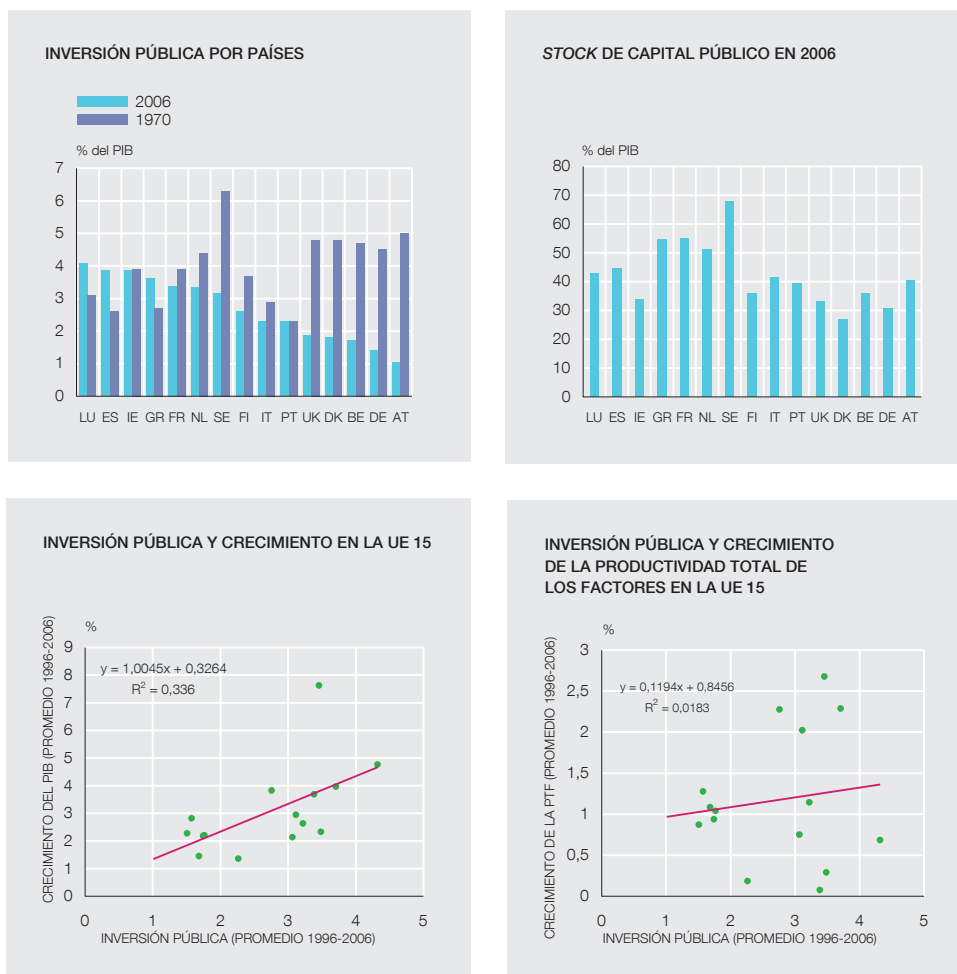 INVERSIÓN PÚBLICA POR PAÍSES
2006
1970
% del PIB
7
6
5
4
3
2
1
0
LU ES IE GR FR NL SE FI IT PT UK DK BE DE AT
STOCK DE CAPITAL PÚBLICO EN 2006
% del PIB
80
70
60
50
40
30
20
10
0
LU ES IE GR FR NL SE FI IT PT UK DK BE DE AT
INVERSIÓN PÚBLICA Y CRECIMIENTO EN LA UE 15
CRECIMIENTO DEL PIB (PROMEDIO 1996-2006)
%
9
8
7
6
5
4
3
2
1
0
y = 1,0045x + 0,3264
R² = 0,336
0 1 2 3 4 5
INVERSIÓN PÚBLICA (PROMEDIO 1996-2006)
INVERSIÓN PÚBLICA Y CRECIMIENTO
DE LA PRODUCTIVIDAD TOTAL DE
LOS FACTORES EN LA UE 15
CRECIMIENTO DE LA PTF (PROMEDIO 1996-2006)
%
3
2,5
2
1,5
1
0,5
0
y = 0,1194x + 0,8456
R² = 0,0183
0 1 2 3 4 5
INVERSIÓN PÚBLICA (PROMEDIO 1996-2006)